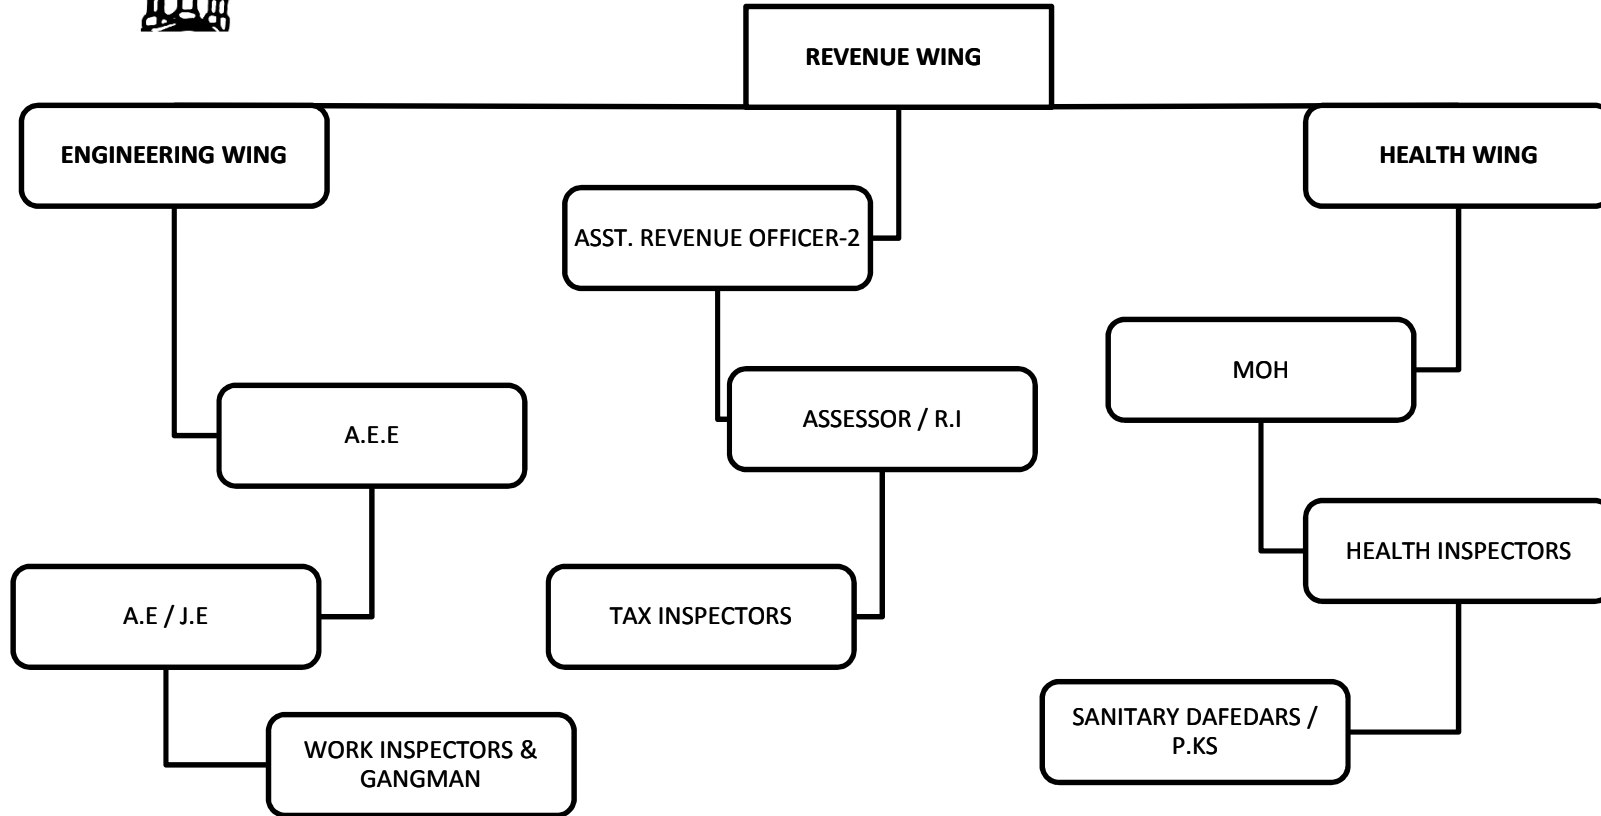 REVENUE WING
ENGINEERING WING
HEALTH WING
ASST. REVENUE OFFICER-2
MOH
A.E.E
ASSESSOR / R.I
HEALTH INSPECTORS
A.E / J.E
TAX INSPECTORS
SANITARY DAFEDARS /
P.KS
WORK INSPECTORS &
GANGMAN